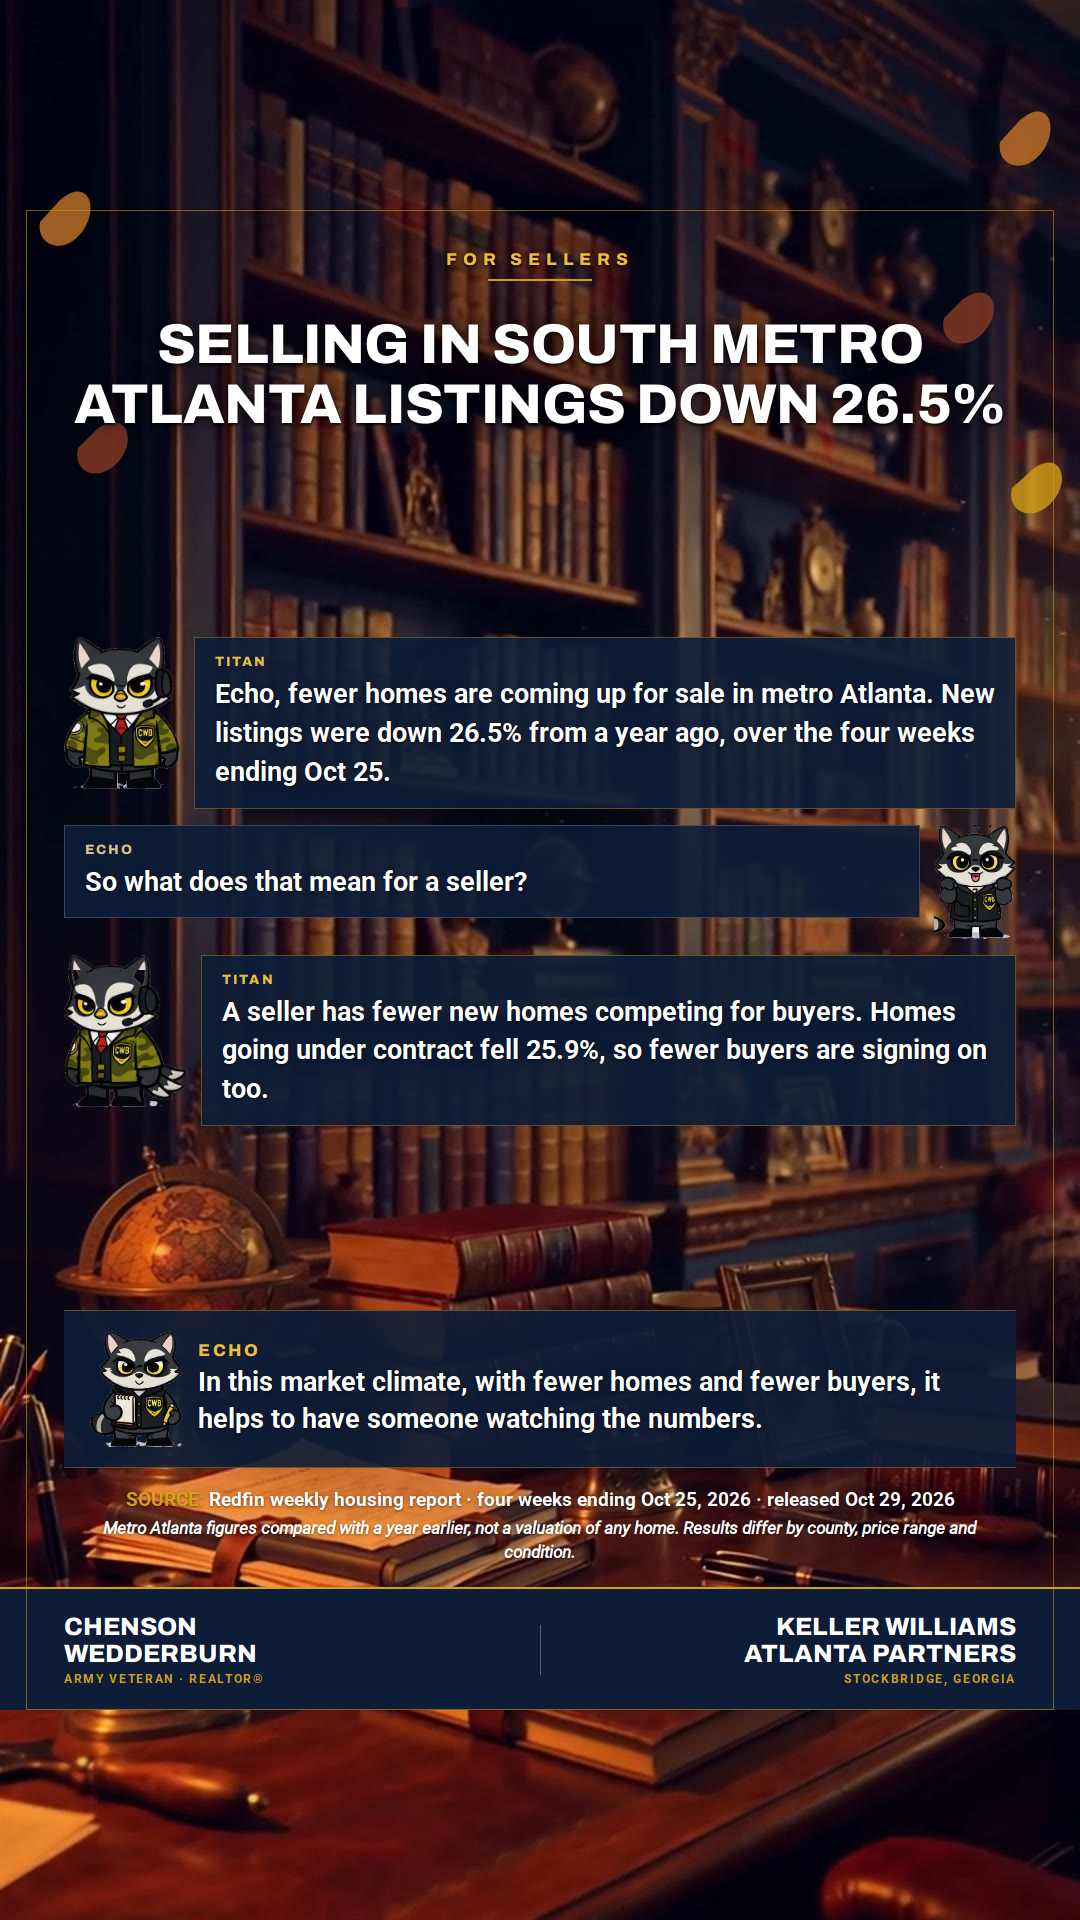 FOR SELLERS
SELLING IN SOUTH METRO
ATLANTA LISTINGS DOWN 26.5%
TITAN
Echo, fewer homes are coming up for sale in metro Atlanta. New
listings were down 26.5% from a year ago, over the four weeks
ending Oct 25.
CWB
ECHO
So what does that mean for a seller?
CWB
TITAN
A seller has fewer new homes competing for buyers. Homes
going under contract fell 25.9%, so fewer buyers are signing on
too.
CWB
ECHO
In this market climate, with fewer homes and fewer buyers, it
helps to have someone watching the numbers.
CWB
SOURCE: Redfin weekly housing report · four weeks ending Oct 25, 2026 · released Oct 29, 2026
Metro Atlanta figures compared with a year earlier, not a valuation of any home. Results differ by county, price range and
condition.
CHENSON
WEDDERBURN
ARMY VETERAN · REALTOR®
KELLER WILLIAMS
ATLANTA PARTNERS
STOCKBRIDGE, GEORGIA